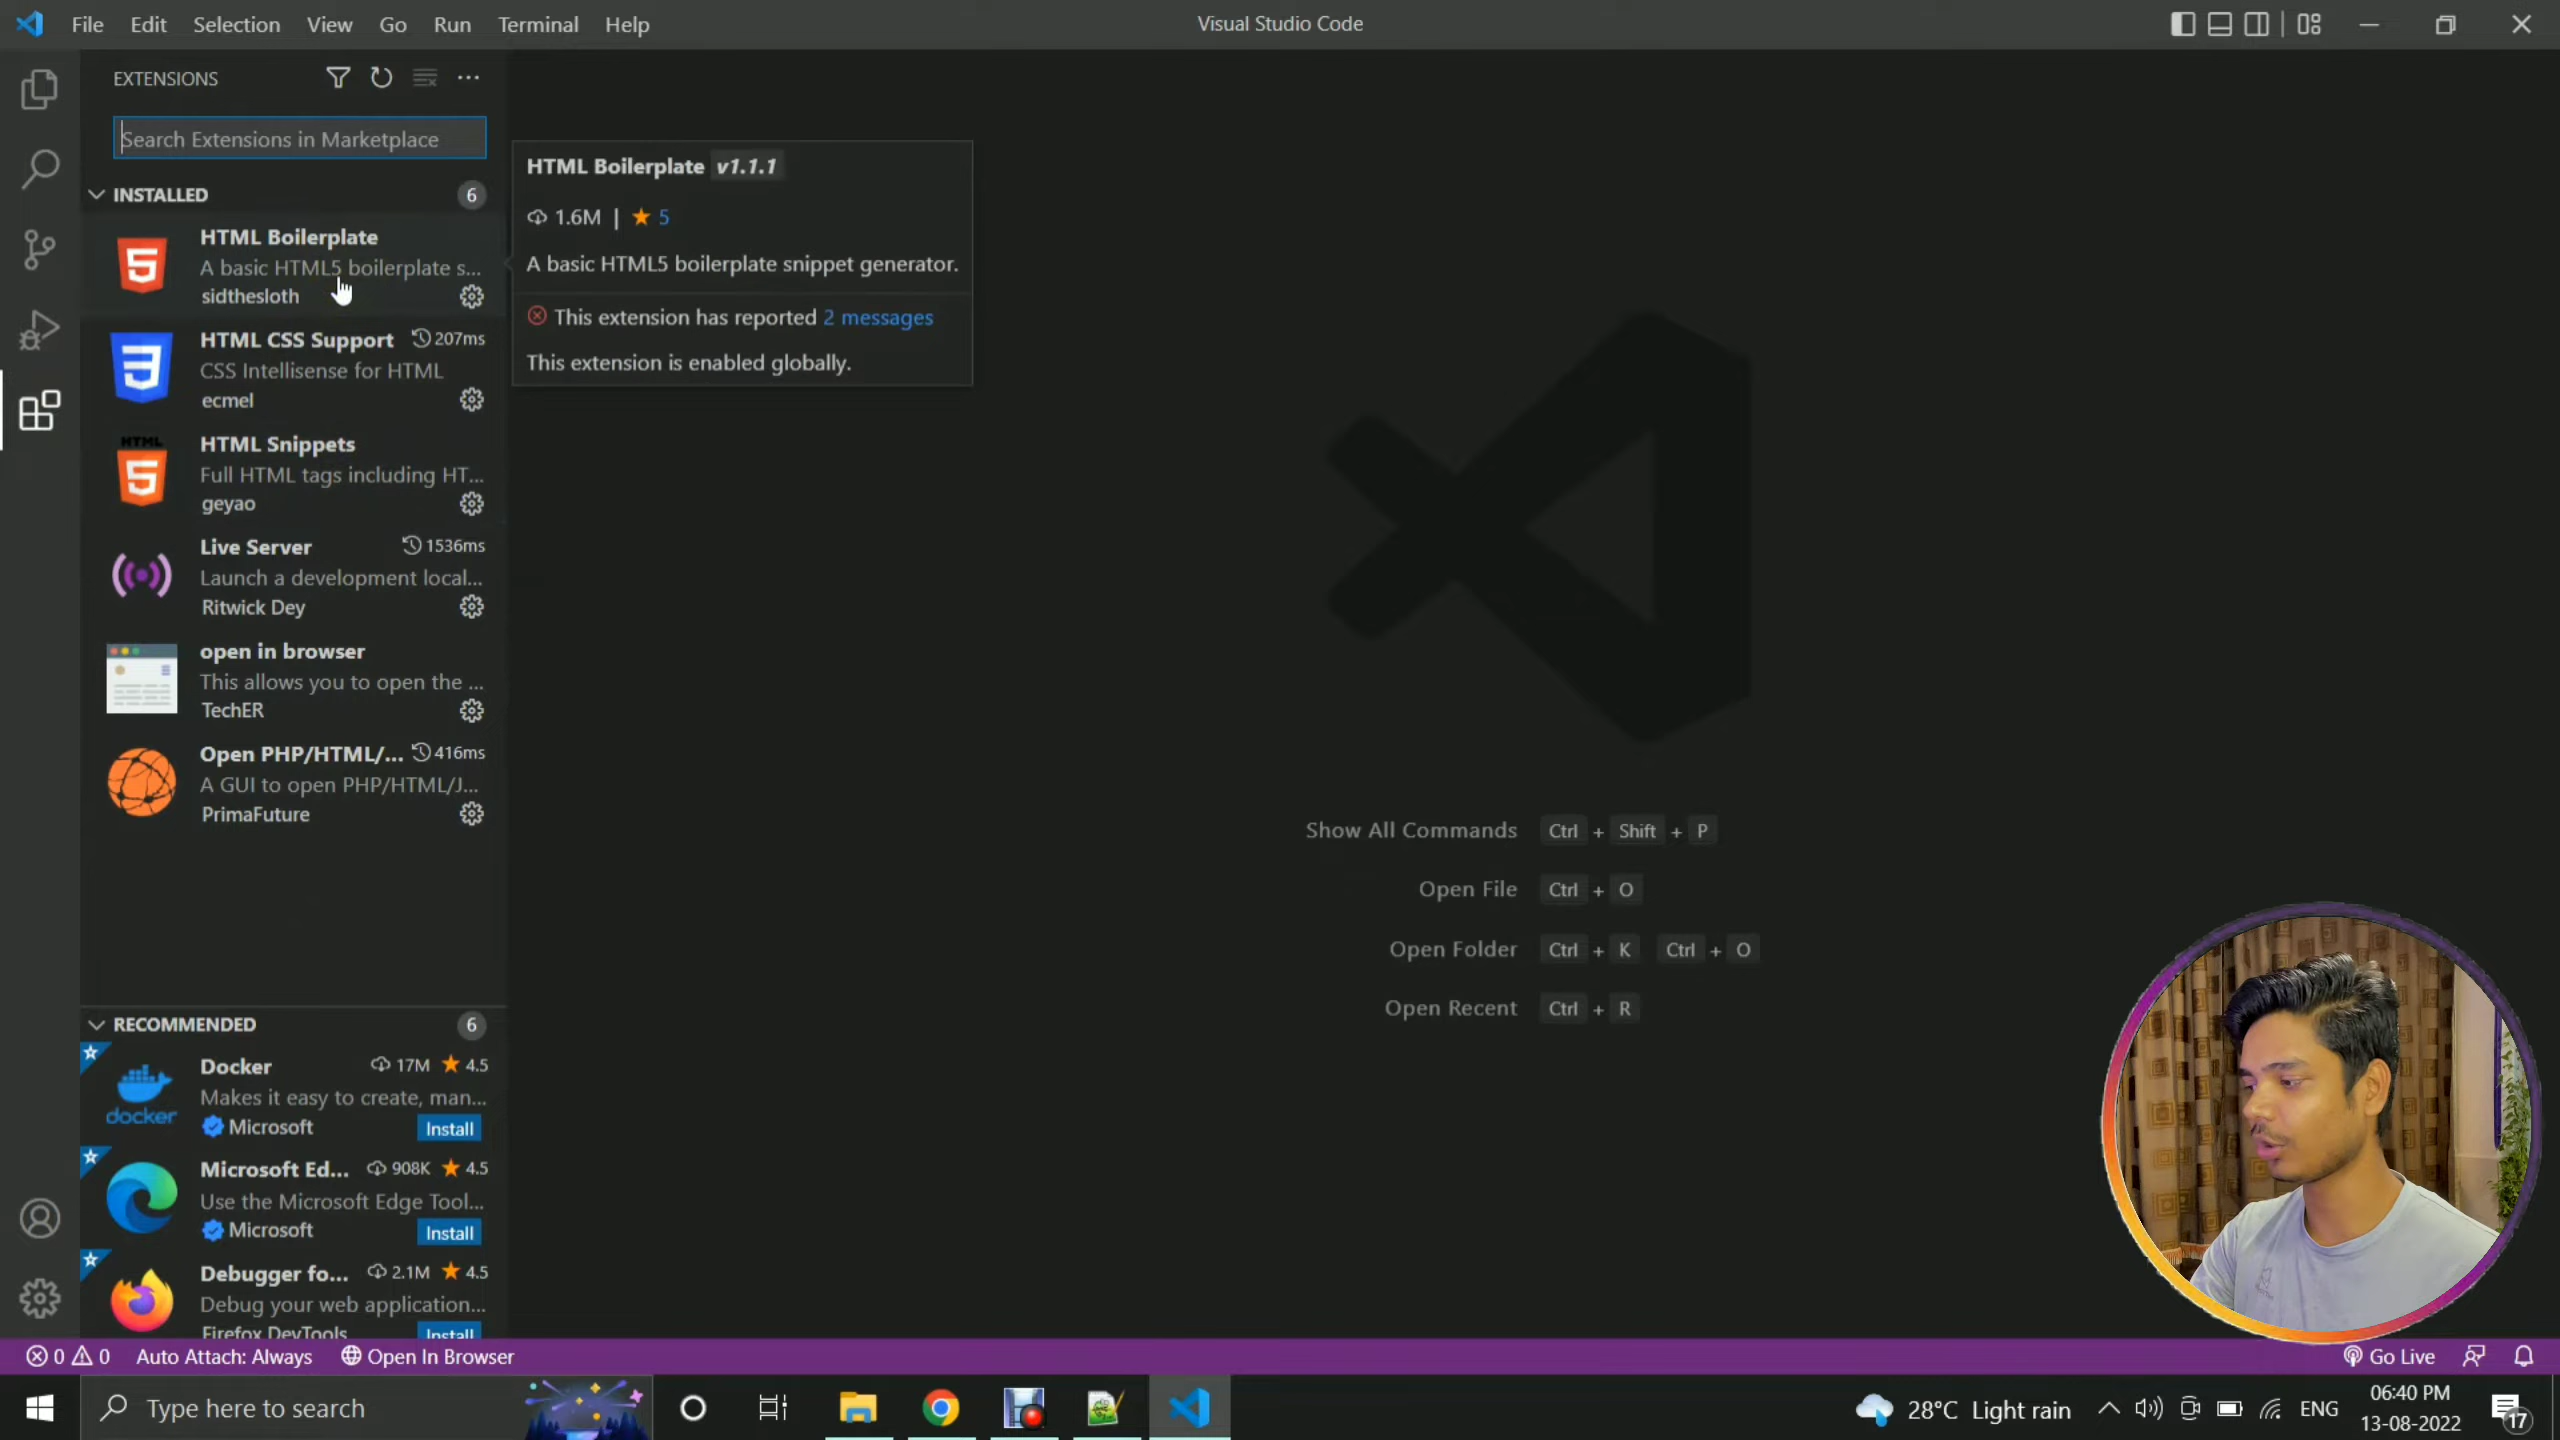 File Edit Selection View Go Run Terminal Help
Visual Studio Code
EXTENSIONS
Search Extensions in Marketplace
INSTALLED 6
HTML Boilerplate
A basic HTML5 boilerplate s...
sidthesloth
HTML CSS Support 207ms
CSS Intellisense for HTML
ecmel
HTML
HTML Snippets
Full HTML tags including HT...
geyao
Live Server 1536ms
Launch a development local...
Ritwick Dey
open in browser
This allows you to open the ...
TechER
Open PHP/HTML/... 416ms
A GUI to open PHP/HTML/J...
PrimaFuture
HTML Boilerplate v1.1.1
1.6M | ★ 5
A basic HTML5 boilerplate snippet generator.
This extension has reported 2 messages
This extension is enabled globally.
Show All Commands Ctrl + Shift + P
Open File Ctrl + O
Open Folder Ctrl + K Ctrl + O
Open Recent Ctrl + R
RECOMMENDED 6
docker
Docker 17M ★ 4.5
Makes it easy to create, man...
Microsoft Install
Microsoft Ed... 908K ★ 4.5
Use the Microsoft Edge Tool...
Microsoft Install
Debugger fo... 2.1M ★ 4.5
Debug your web application...
Firefox DevTools Install
0 0 Auto Attach: Always Open In Browser
Go Live
Type here to search
28°C Light rain
ENG
06:40 PM
13-08-2022
17